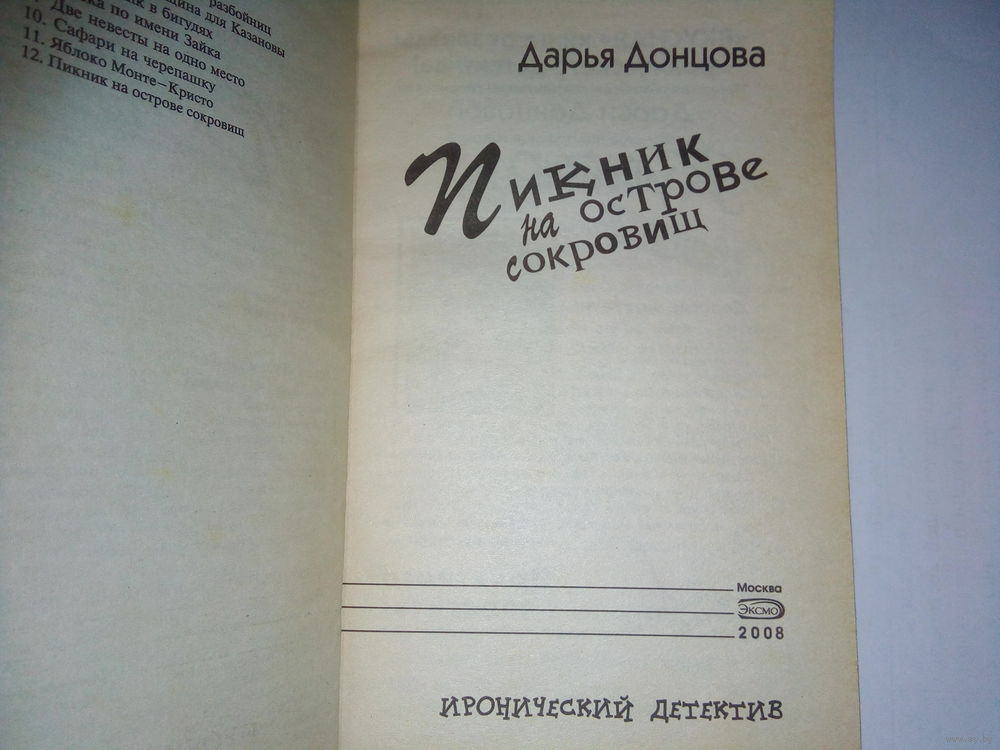 разбойниц
для Казановы
в бигудях
по имени Зайка
Две невесты на одно место
10. Сафари на черепашку
11. Яблоко Монте-Кристо
12. Пикник на острове сокровищ
Дарья Донцова
Пикник
на острове
сокровищ
Москва
ЭКСМО
2008
ИРОНИЧЕСКИЙ ДЕТЕКТИВ